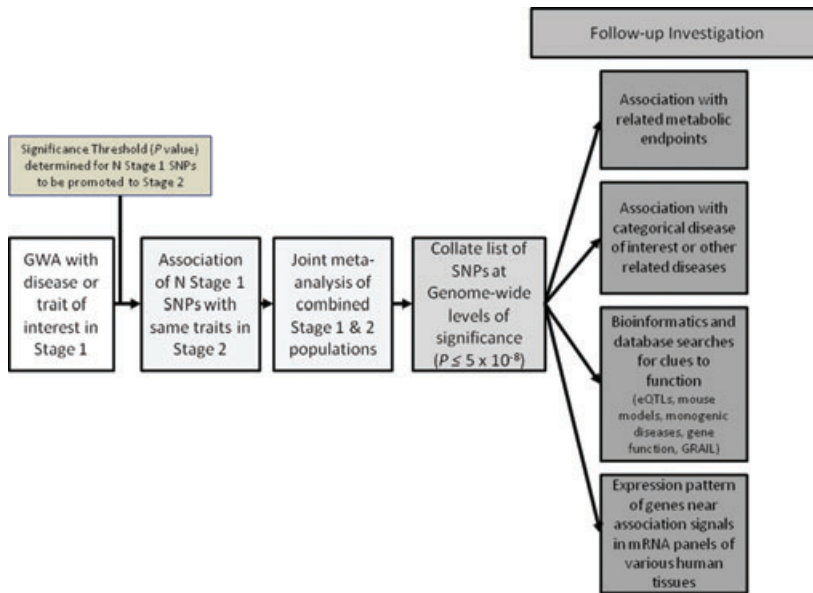 Follow-up Investigation
Significance Threshold (P value)
determined for N Stage 1 SNPs
to be promoted to Stage 2
GWA with
disease or
trait of
interest in
Stage 1
Association
of N Stage 1
SNPs with
same traits in
Stage 2
Joint meta-
analysis of
combined
Stage 1 & 2
populations
Collate list of
SNPs at
Genome-wide
levels of
significance
(P ≤ 5 x 10⁻⁸)
Association with
related metabolic
endpoints
Association with
categorical disease
of interest or other
related diseases
Bioinformatics and
database searches
for clues to
function
(eQTLs, mouse
models, monogenic
diseases, gene
function, GRAIL)
Expression pattern
of genes near
association signals
in mRNA panels of
various human
tissues